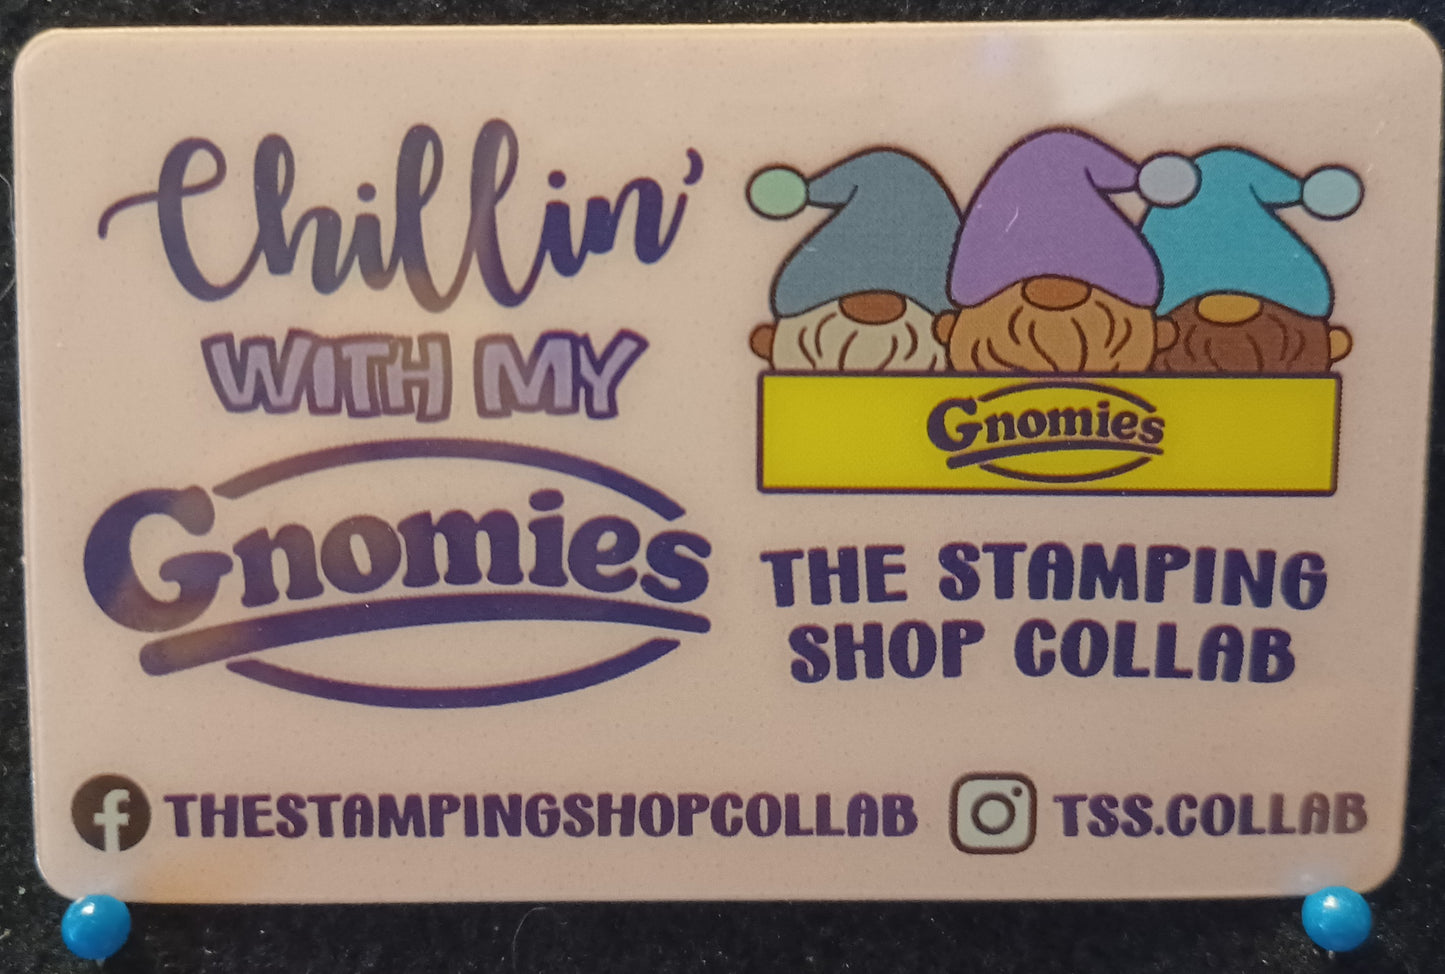 Chillin'
WITH MY
Gnomies
Gnomies
THE STAMPING
SHOP COLLAB
THESTAMPINGSHOPCOLLAB
TSS.COLLAB